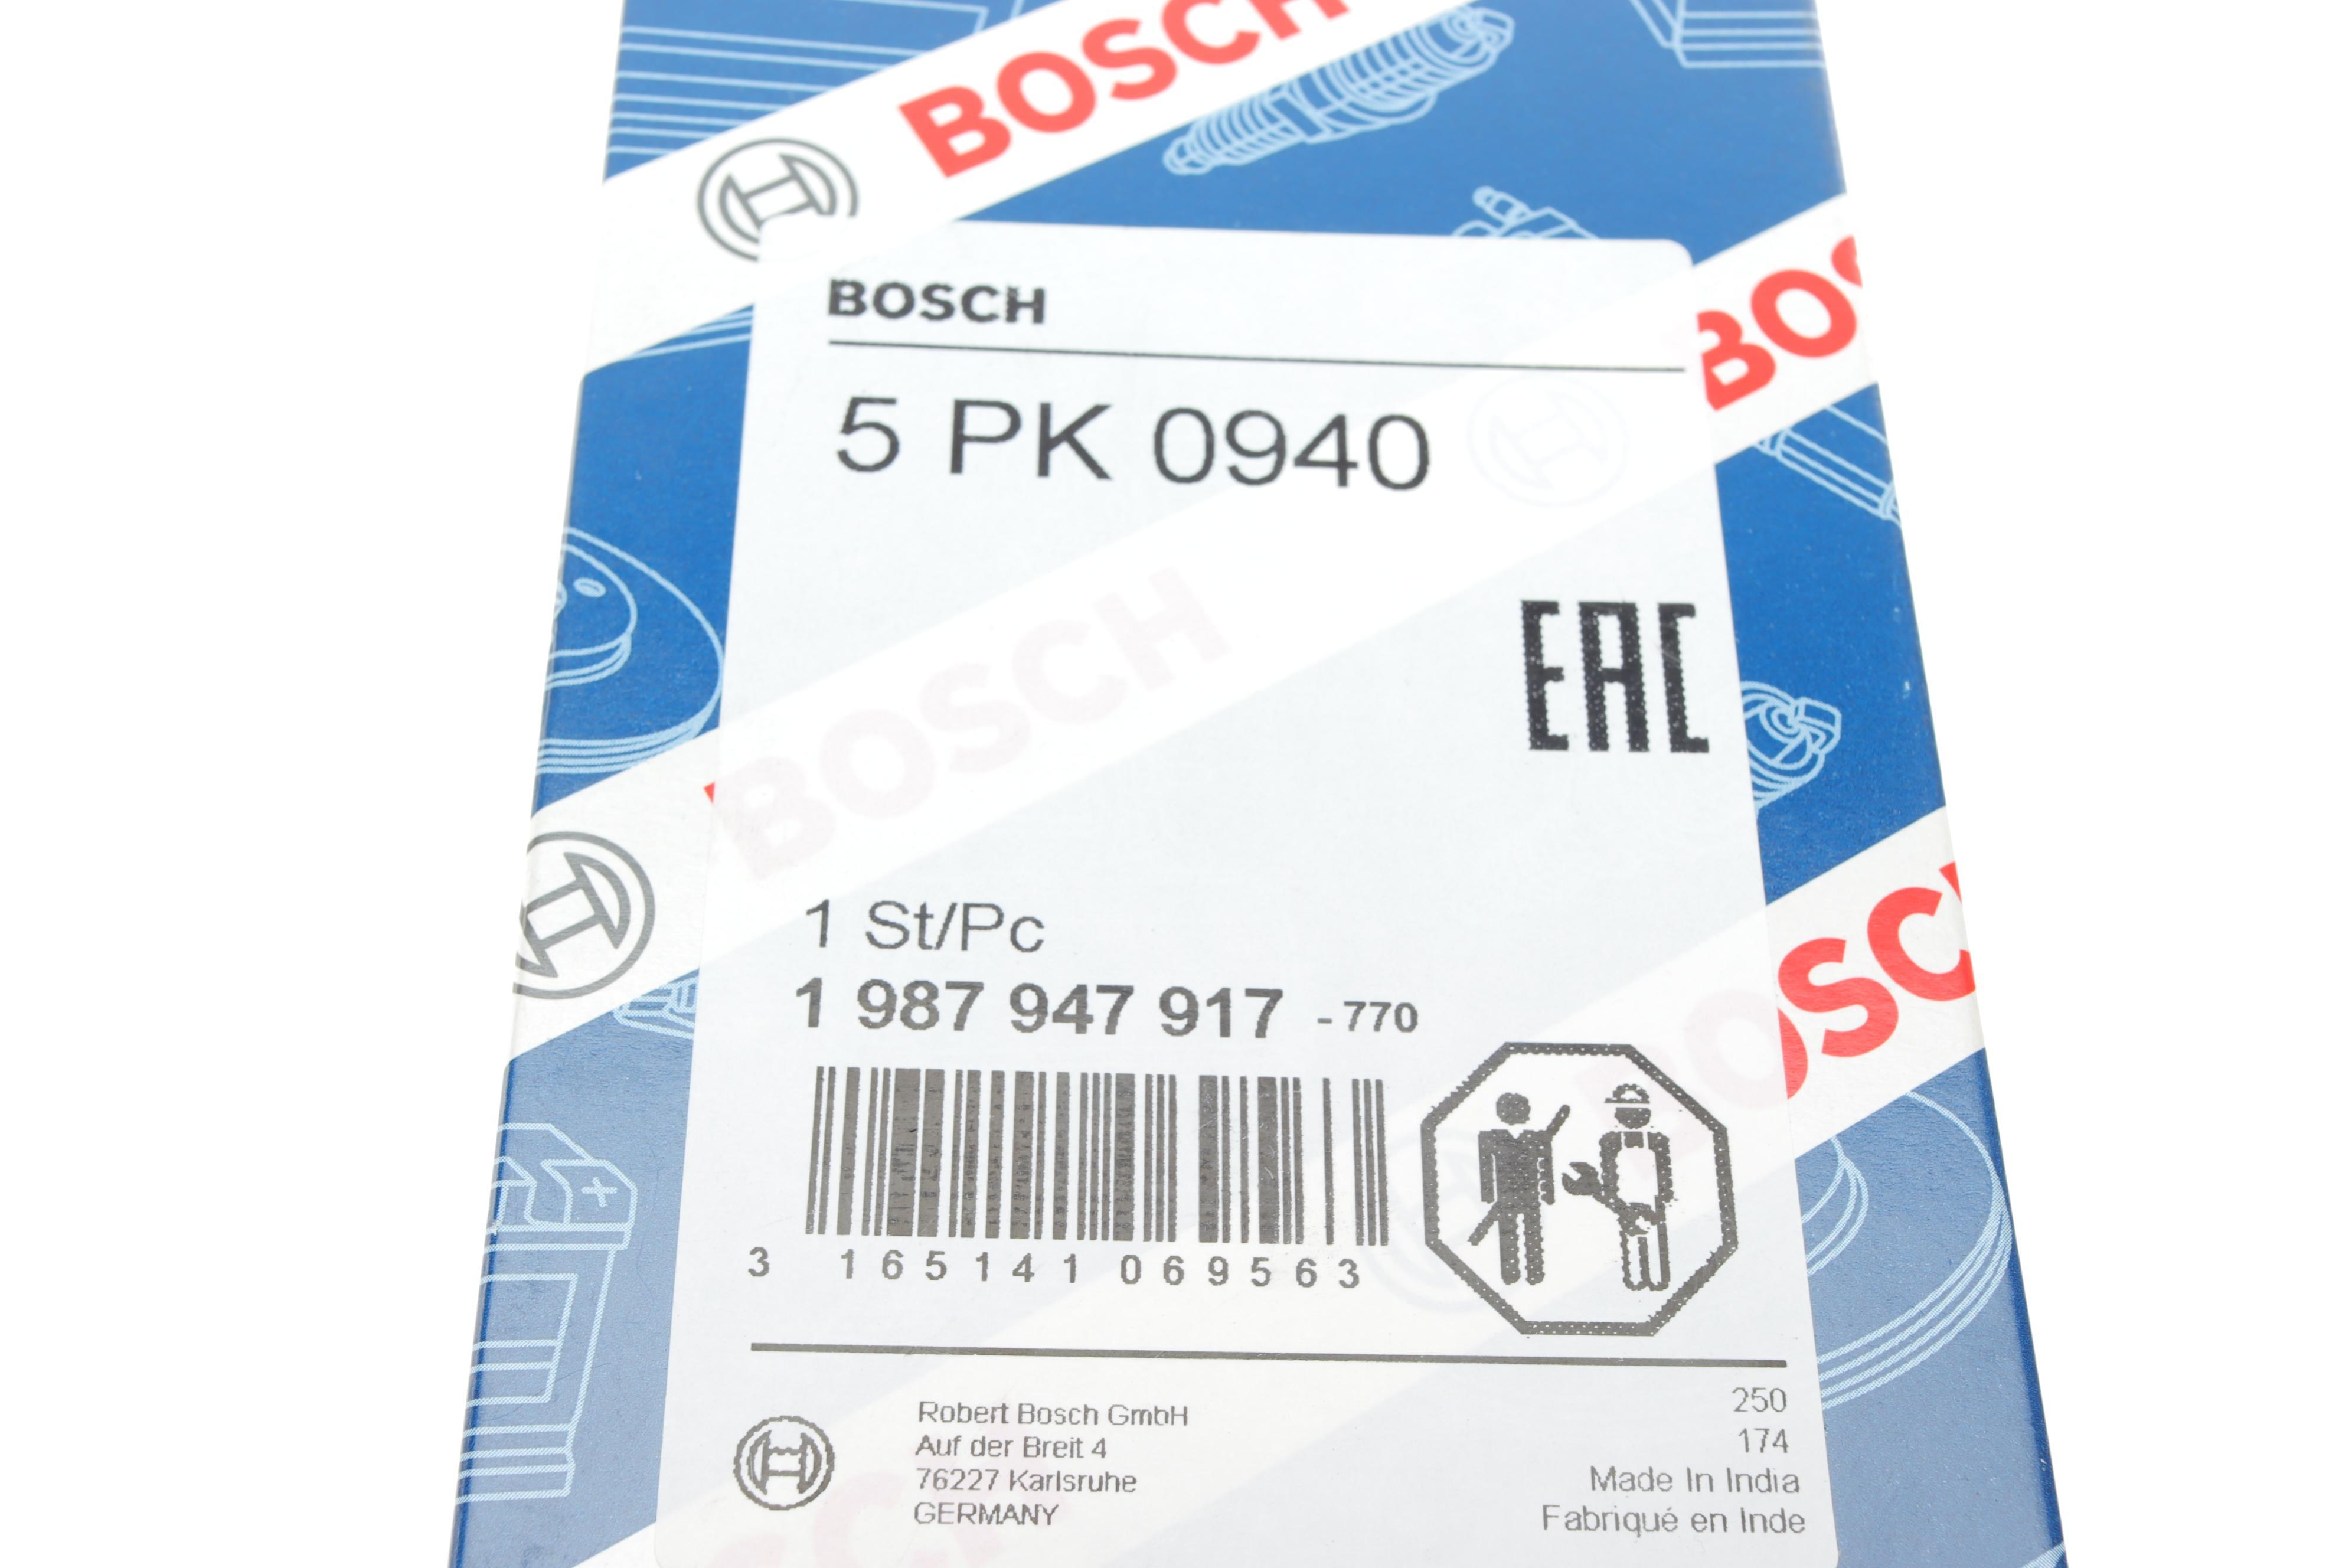 BOSCH
BOSCH
5 PK 0940
BOSCH
EAC
1 St/Pc
1 987 947 917 - 770
3 165141 069563
Robert Bosch GmbH
Auf der Breit 4
76227 Karlsruhe
GERMANY
250
174
Made In India
Fabriqué en Inde